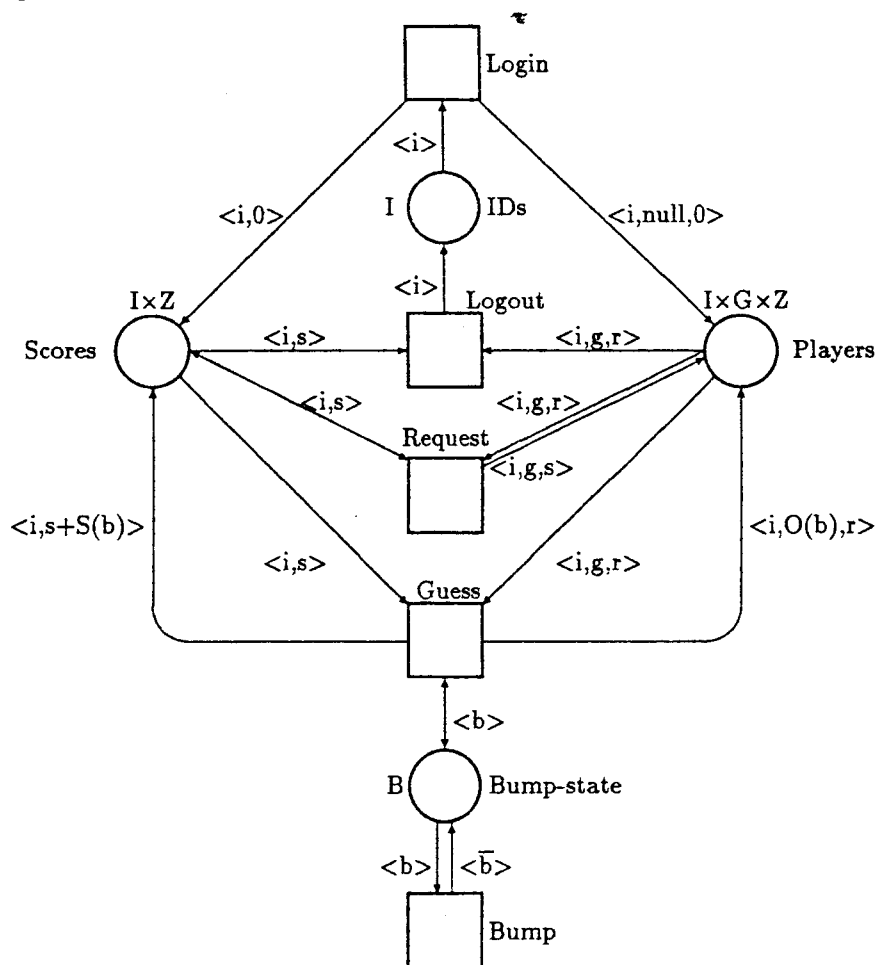 Login
<i>
I IDs
<i,0> <i,null,0>
<i> Logout
I×Z I×G×Z
Scores <i,s> <i,g,r> Players
<i,s> <i,g,r>
Request
<i,g,s>
<i,s+S(b)> <i,O(b),r>
<i,s> <i,g,r>
Guess
<b>
B Bump-state
<b> <b̅>
Bump